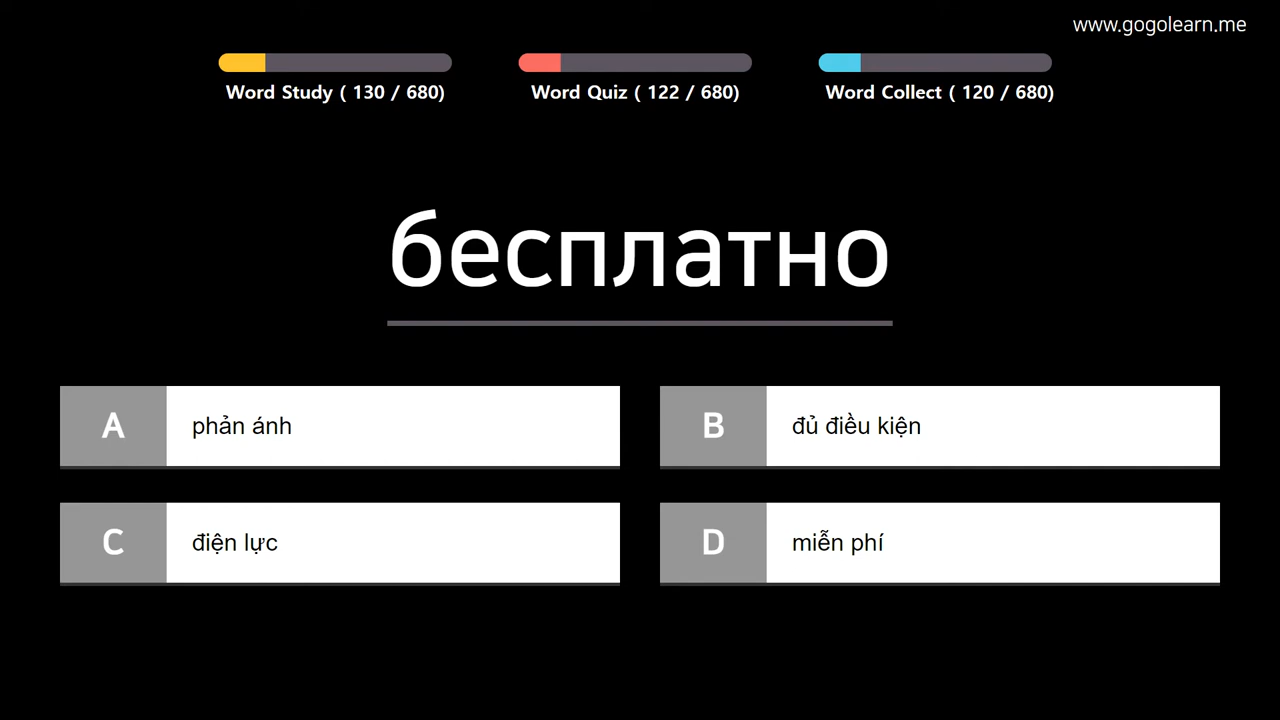 www.gogolearn.me
Word Study ( 130 / 680)
Word Quiz ( 122 / 680)
Word Collect ( 120 / 680)
бесплатно
A
phản ánh
B
đủ điều kiện
C
điện lực
D
miễn phí